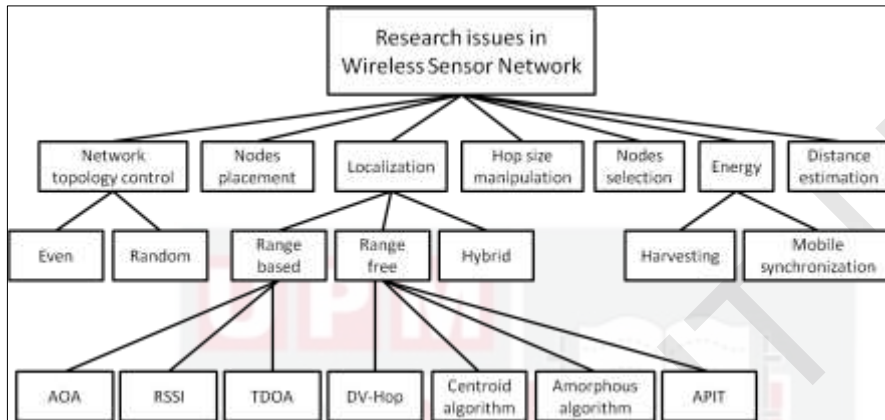 Research issues in
Wireless Sensor Network
Network
topology control
Nodes
placement
Localization
Hop size
manipulation
Nodes
selection
Energy
Distance
estimation
Even
Random
Range
based
Range
free
Hybrid
Harvesting
Mobile
synchronization
AOA
RSSI
TDOA
DV-Hop
Centroid
algorithm
Amorphous
algorithm
APIT
UPM